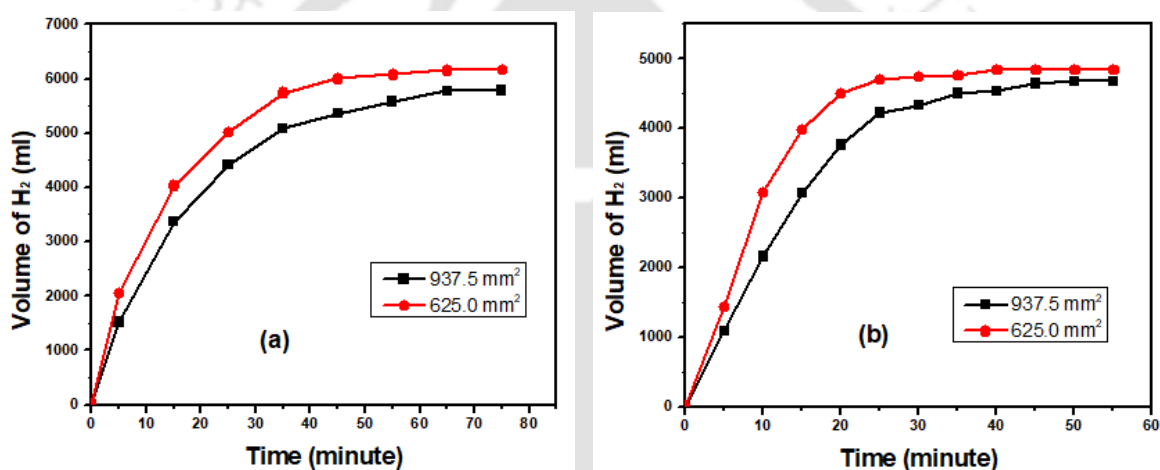 7000
6000
5000
4000
3000
2000
1000
0
Volume of H₂ (ml)
937.5 mm²
625.0 mm²
(a)
0 10 20 30 40 50 60 70 80
Time (minute)
5000
4000
3000
2000
1000
0
Volume of H₂ (ml)
937.5 mm²
625.0 mm²
(b)
0 10 20 30 40 50 60
Time (minute)